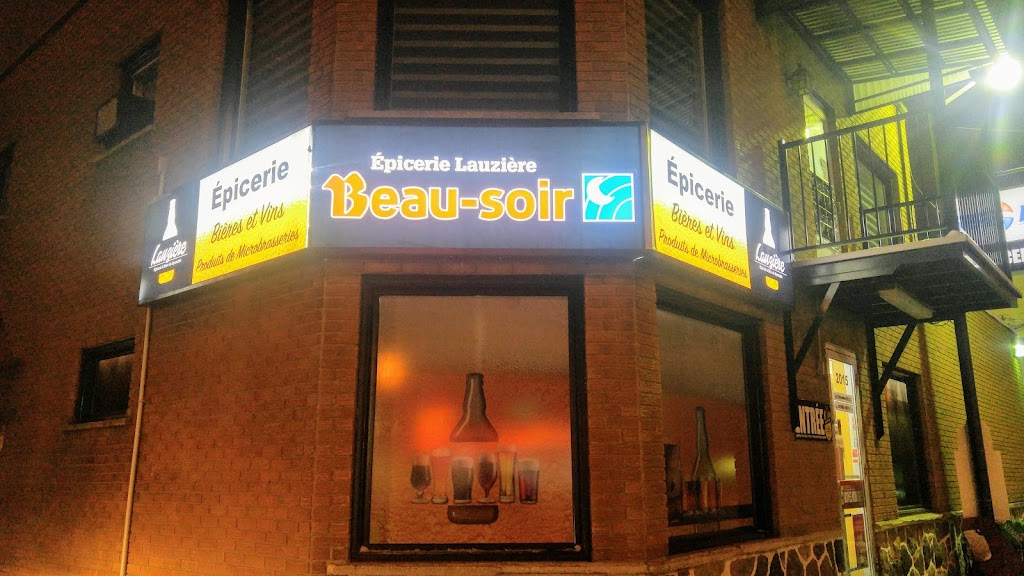 Épicerie
Bières et Vins
Produits de Microbrasseries
Lauzière
Épicerie Lauzière
Beau-soir
Épicerie
Bières et Vins
Produits de Microbrasseries
Lauzière
2015